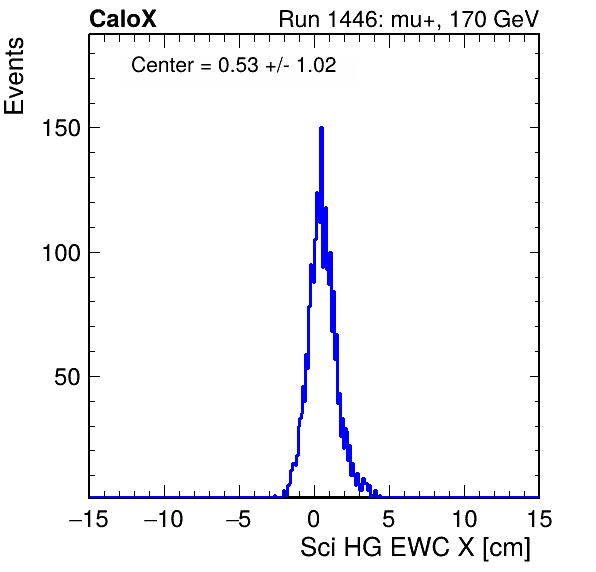 CaloX Run 1446: mu+, 170 GeV
Center = 0.53 +/- 1.02
Events
150
100
50
−15 −10 −5 0 5 10 15
Sci HG EWC X [cm]